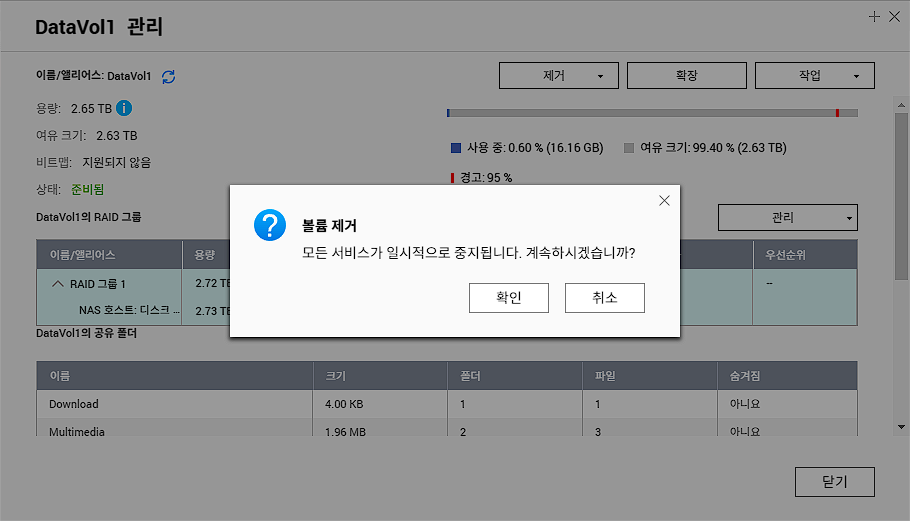 DataVol1 관리
이름/앨리어스: DataVol1
제거
확장
작업
용량: 2.65 TB
여유 크기: 2.63 TB
비트맵: 지원되지 않음
상태: 준비됨
사용 중: 0.60 % (16.16 GB)
여유 크기: 99.40 % (2.63 TB)
경고: 95 %
DataVol1의 RAID 그룹
관리
이름/앨리어스 용량 우선순위
RAID 그룹 1 2.72 TB --
NAS 호스트: 디스크 ... 2.73 TB
볼륨 제거
모든 서비스가 일시적으로 중지됩니다. 계속하시겠습니까?
확인
취소
DataVol1의 공유 폴더
이름 크기 폴더 파일 숨겨짐
Download 4.00 KB 1 1 아니요
Multimedia 1.96 MB 2 3 아니요
닫기